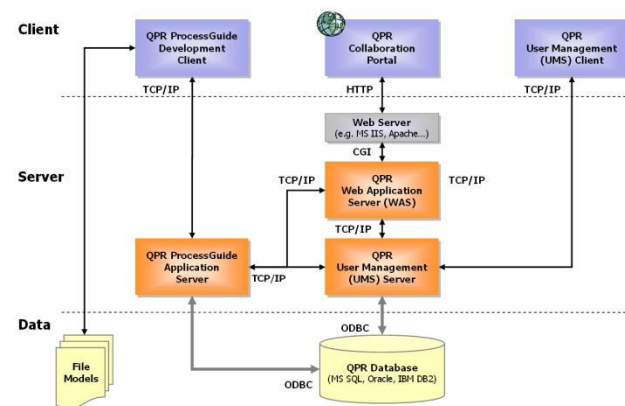 Client
QPR ProcessGuide
Development
Client
QPR
Collaboration
Portal
QPR
User Management
(UMS) Client
TCP/IP
HTTP
TCP/IP
Web Server
(e.g. MS IIS, Apache...)
CGI
Server
TCP/IP
QPR
Web Application
Server (WAS)
TCP/IP
TCP/IP
QPR ProcessGuide
Application
Server
TCP/IP
QPR
User Management
(UMS) Server
Data
ODBC
File
Models
ODBC
QPR Database
(MS SQL, Oracle, IBM DB2)